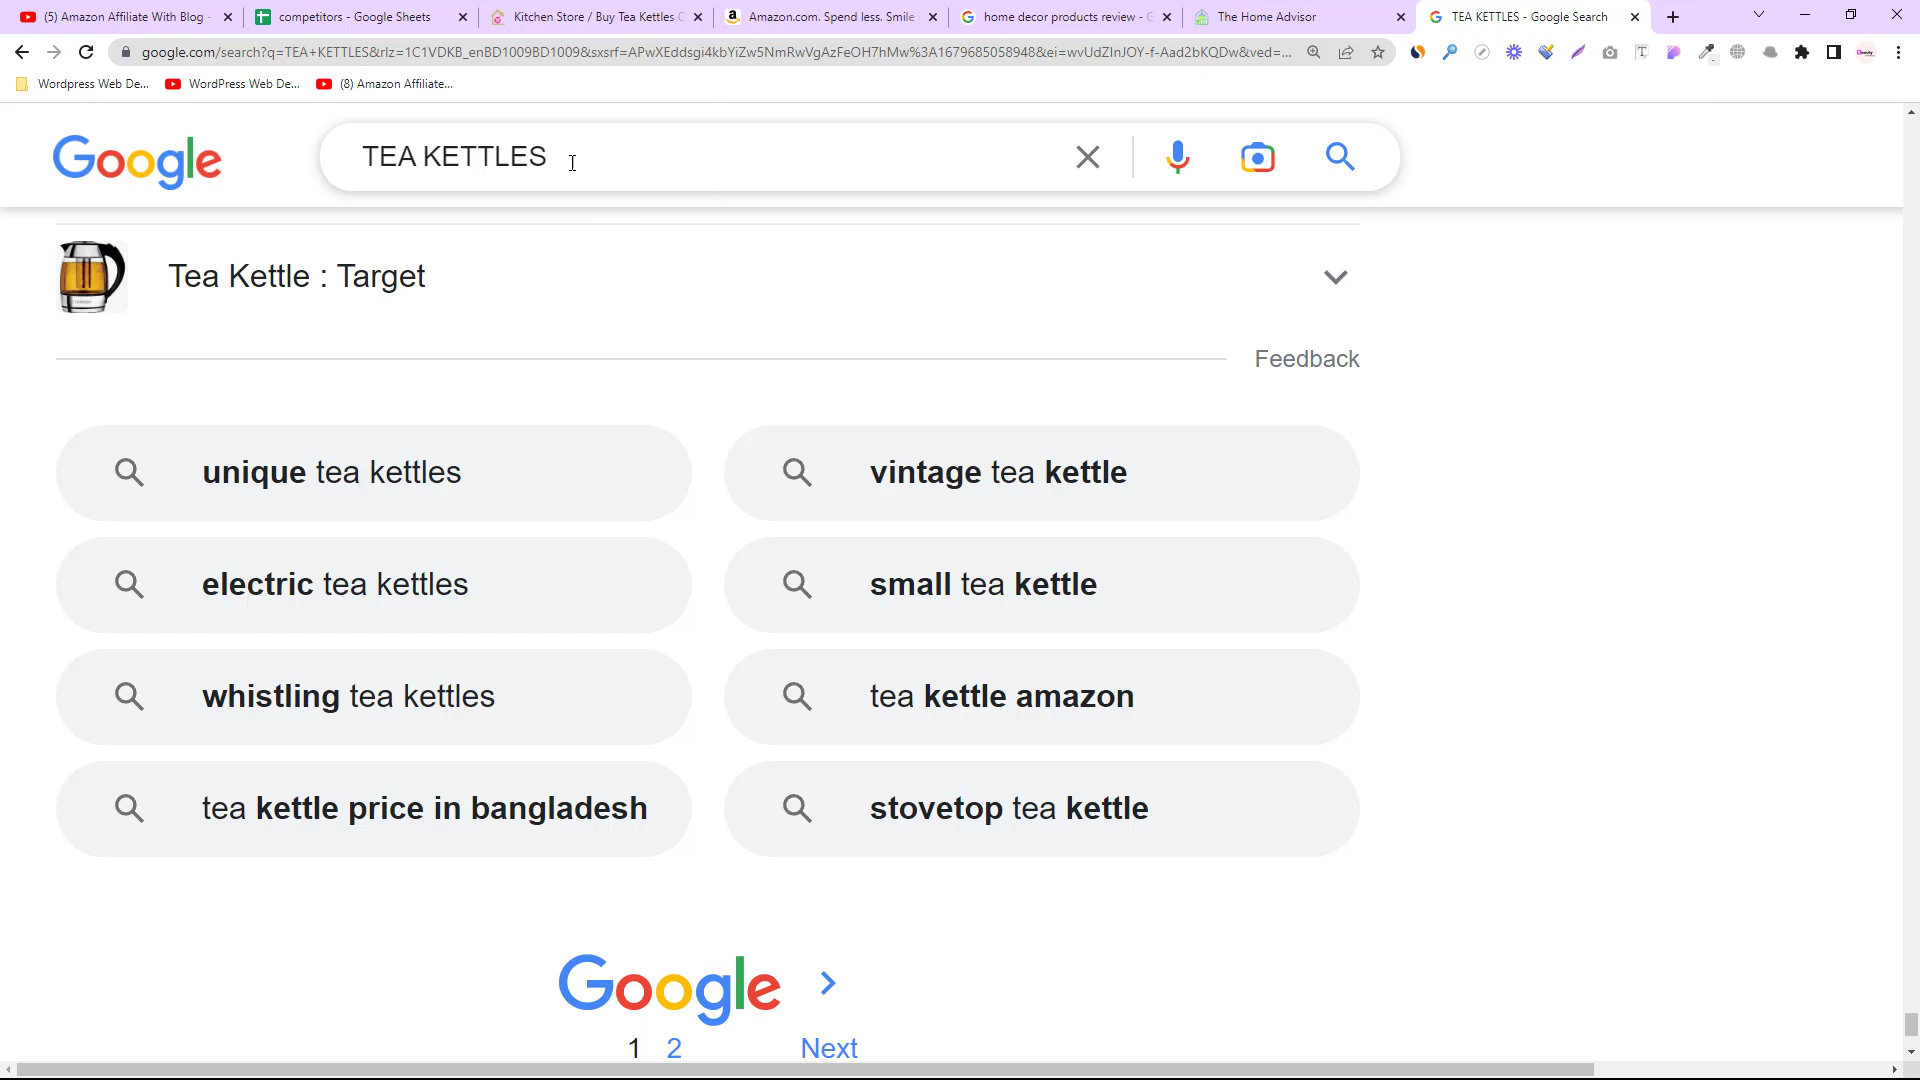 (5) Amazon Affiliate With Blog -
competitors - Google Sheets
Kitchen Store / Buy Tea Kettles C
Amazon.com. Spend less. Smile
home decor products review - G
The Home Advisor
TEA KETTLES - Google Search
google.com/search?q=TEA+KETTLES&rlz=1C1VDKB_enBD1009BD1009&sxsrf=APwXEddsgi4kbYiZw5NmRwVgAzFeOH7hMw%3A1679685058948&ei=wvUdZInJOY-f-Aad2bKQDw&ved=...
Wordpress Web De...
WordPress Web De...
(8) Amazon Affiliate...
Google
TEA KETTLES
Tea Kettle : Target
Feedback
unique tea kettles
vintage tea kettle
electric tea kettles
small tea kettle
whistling tea kettles
tea kettle amazon
tea kettle price in bangladesh
stovetop tea kettle
Google
1 2 Next